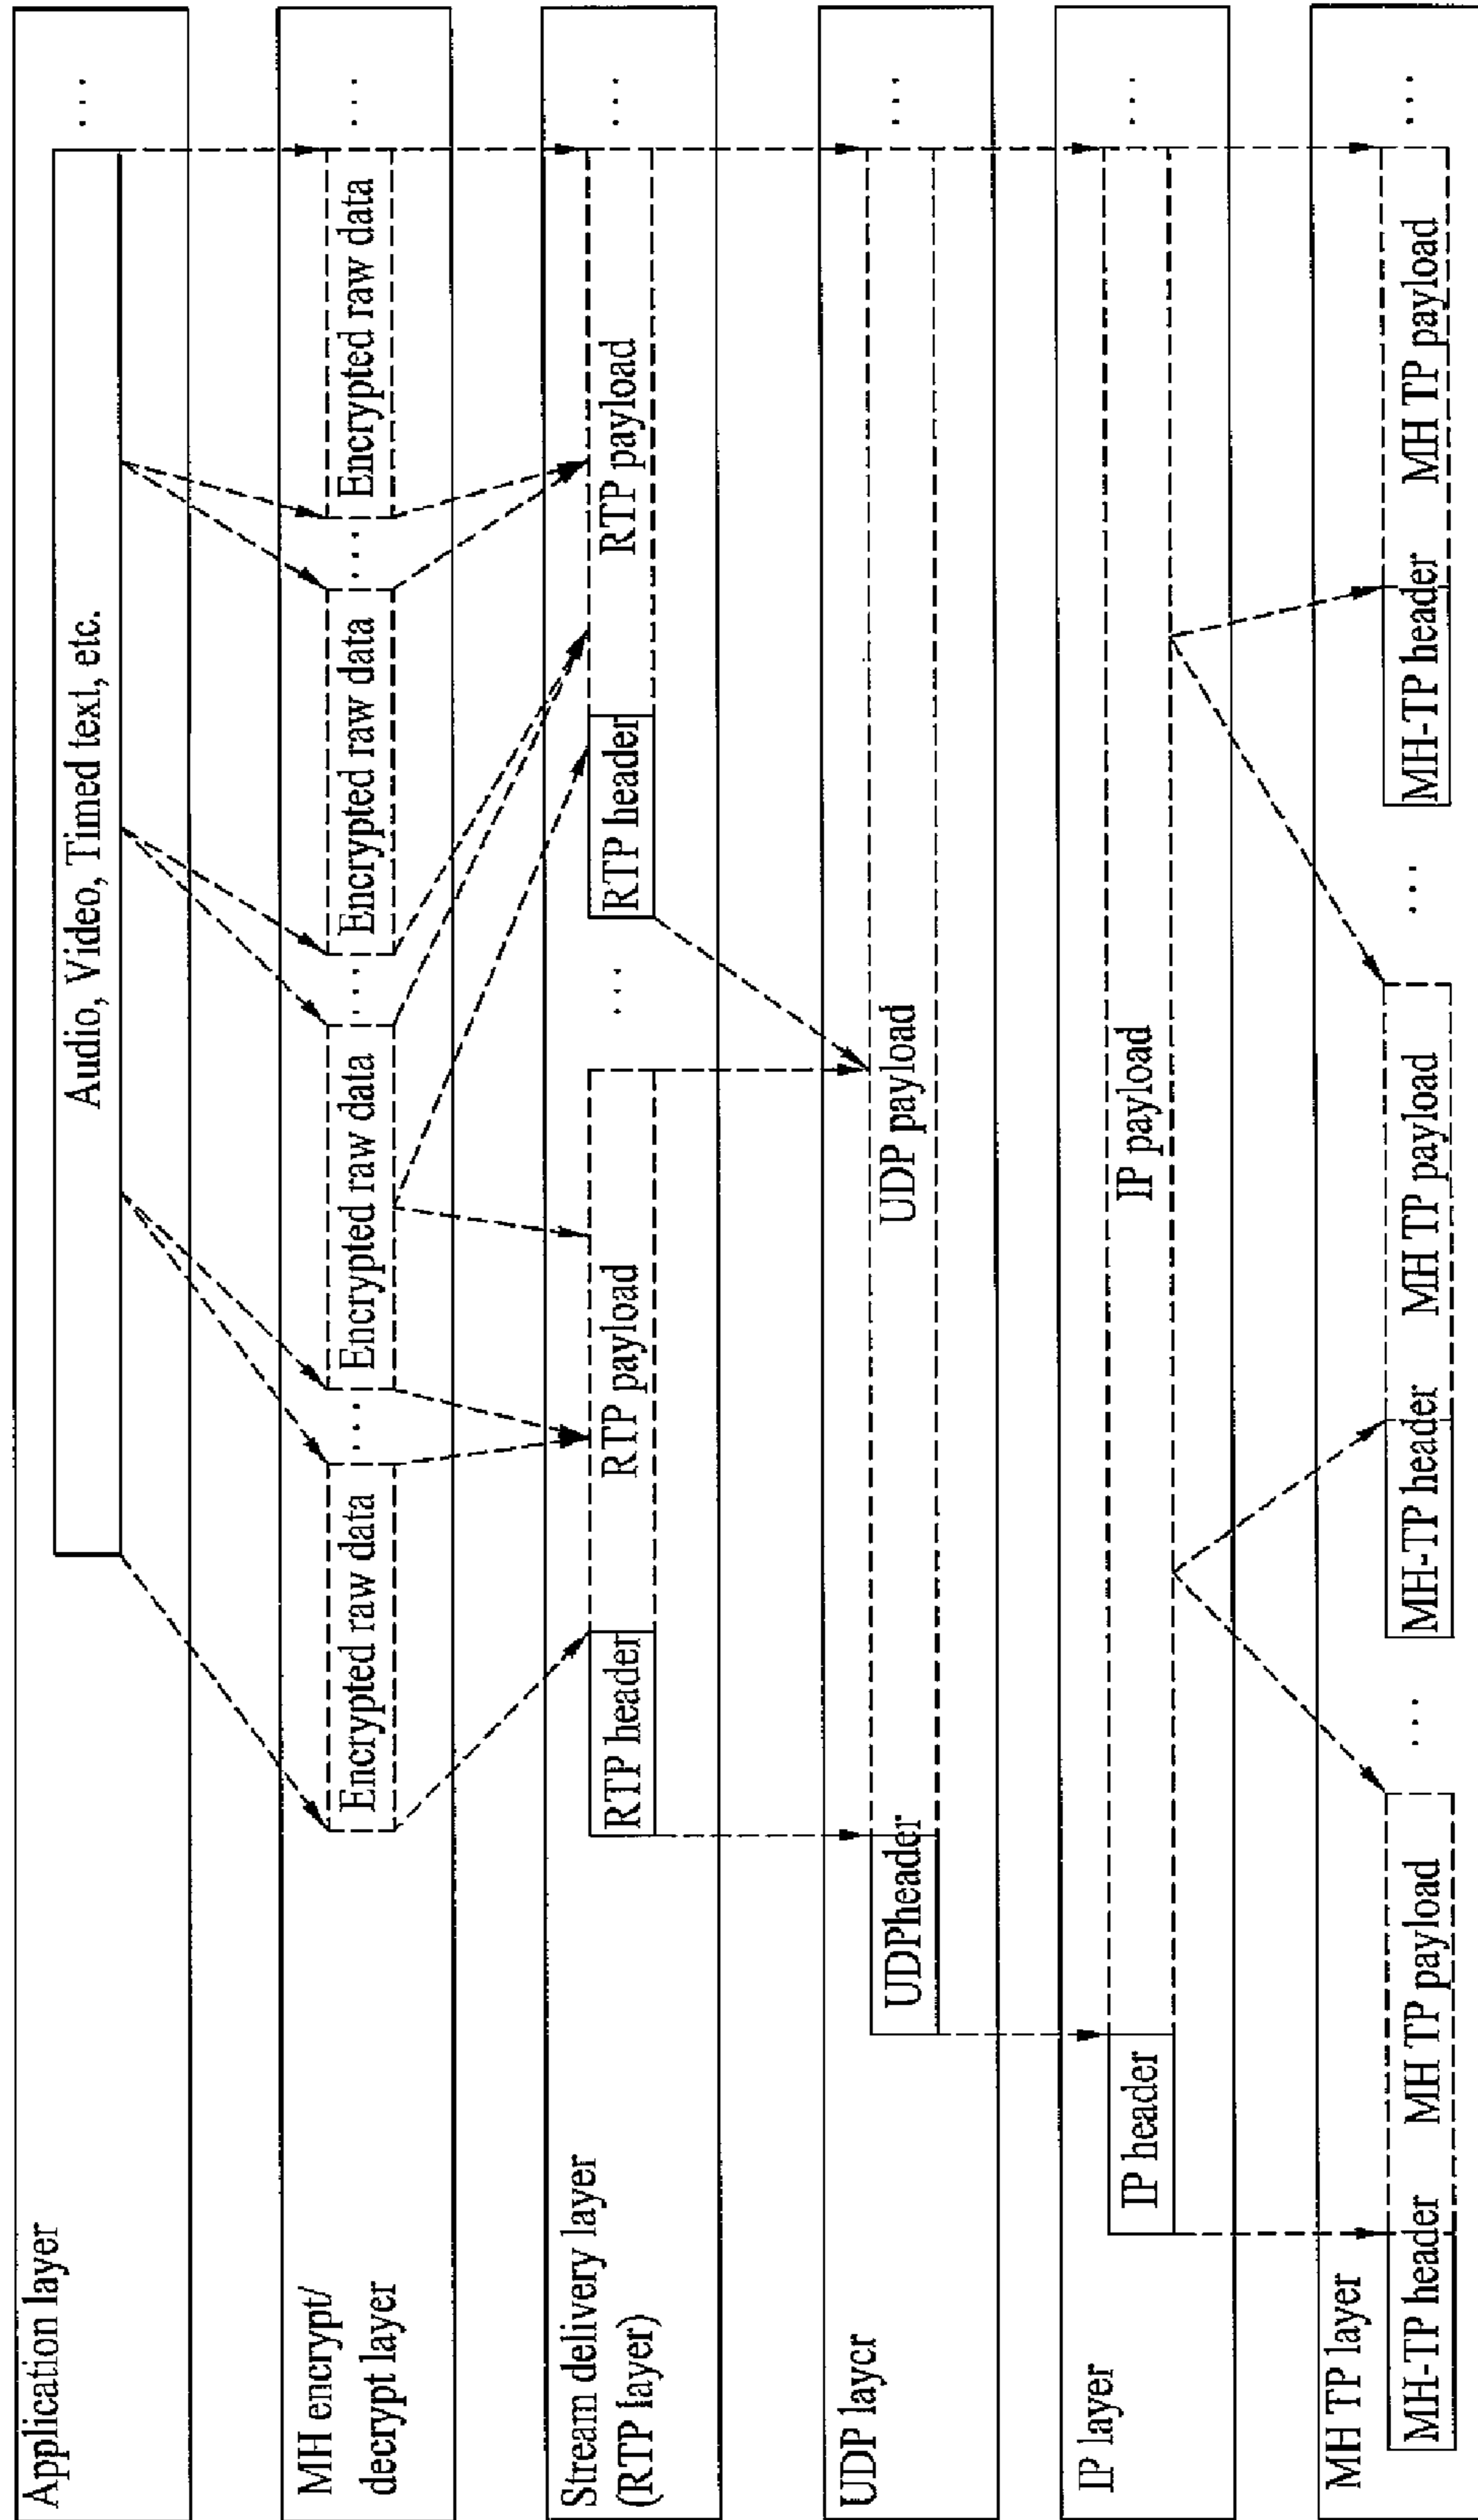 Application layer
Audio, Video, Timed text, etc.
...
MH encrypt/
decrypt layer
Encrypted raw data ... Encrypted raw data ... Encrypted raw data ... Encrypted raw data ...
Stream delivery layer
(RTP layer)
RTP header RTP payload ... RTP header RTP payload ...
UDP layer
UDPheader UDP payload ...
IP layer
IP header IP payload ...
MH TP layer
MH-TP header MH TP payload ... MH-TP header MH TP payload ... MH-TP header MH TP payload ...